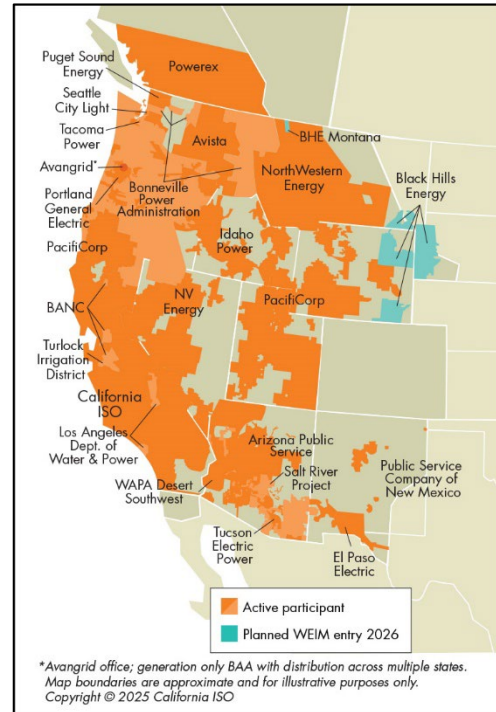 Powerex
Puget Sound
Energy
Seattle
City Light
Tacoma
Power
Avangrid*
Portland
General
Electric
PacifiCorp
Avista
Bonneville
Power
Administration
BHE Montana
NorthWestern
Energy
Black Hills
Energy
Idaho
Power
BANC
NV
Energy
PacifiCorp
Turlock
Irrigation
District
California
ISO
Los Angeles
Dept. of
Water & Power
Arizona Public
Service
Salt River
Project
WAPA Desert
Southwest
Public Service
Company of
New Mexico
Tucson
Electric
Power
El Paso
Electric
Active participant
Planned WEIM entry 2026
*Avangrid office; generation only BAA with distribution across multiple states.
Map boundaries are approximate and for illustrative purposes only.
Copyright © 2025 California ISO